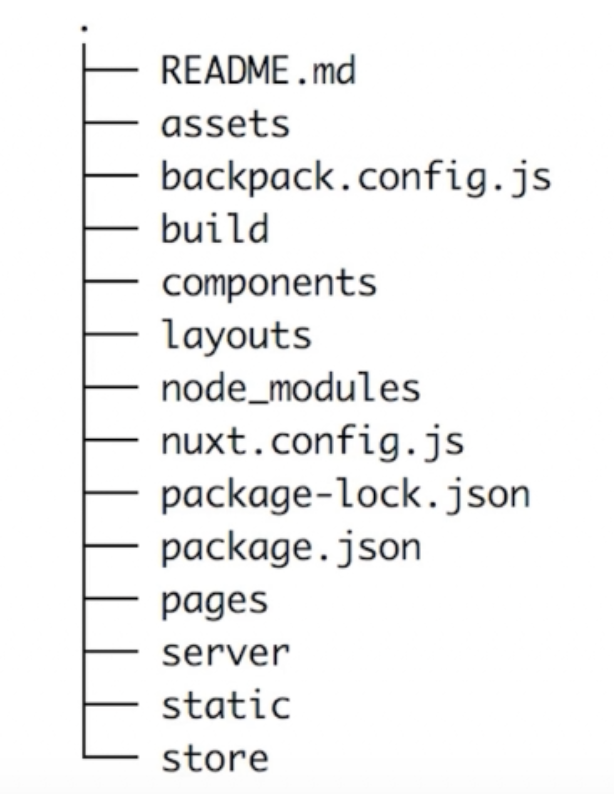 .
README.md
assets
backpack.config.js
build
components
layouts
node_modules
nuxt.config.js
package-lock.json
package.json
pages
server
static
store